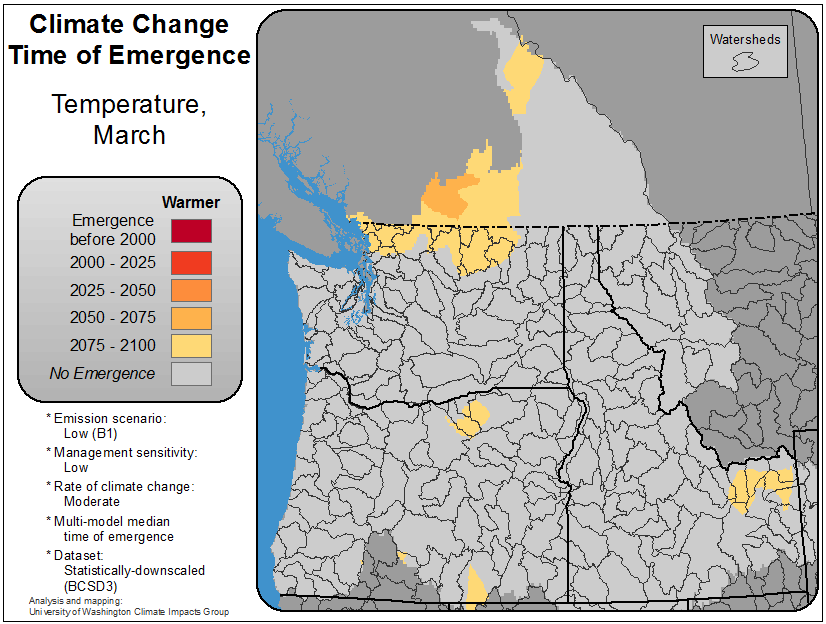 Climate Change
Time of Emergence
Temperature,
March
Warmer
Emergence
before 2000
2000 - 2025
2025 - 2050
2050 - 2075
2075 - 2100
No Emergence
* Emission scenario:
Low (B1)
* Management sensitivity:
Low
* Rate of climate change:
Moderate
* Multi-model median
time of emergence
* Dataset:
Statistically-downscaled
(BCSD3)
Analysis and mapping:
University of Washington Climate Impacts Group
Watersheds